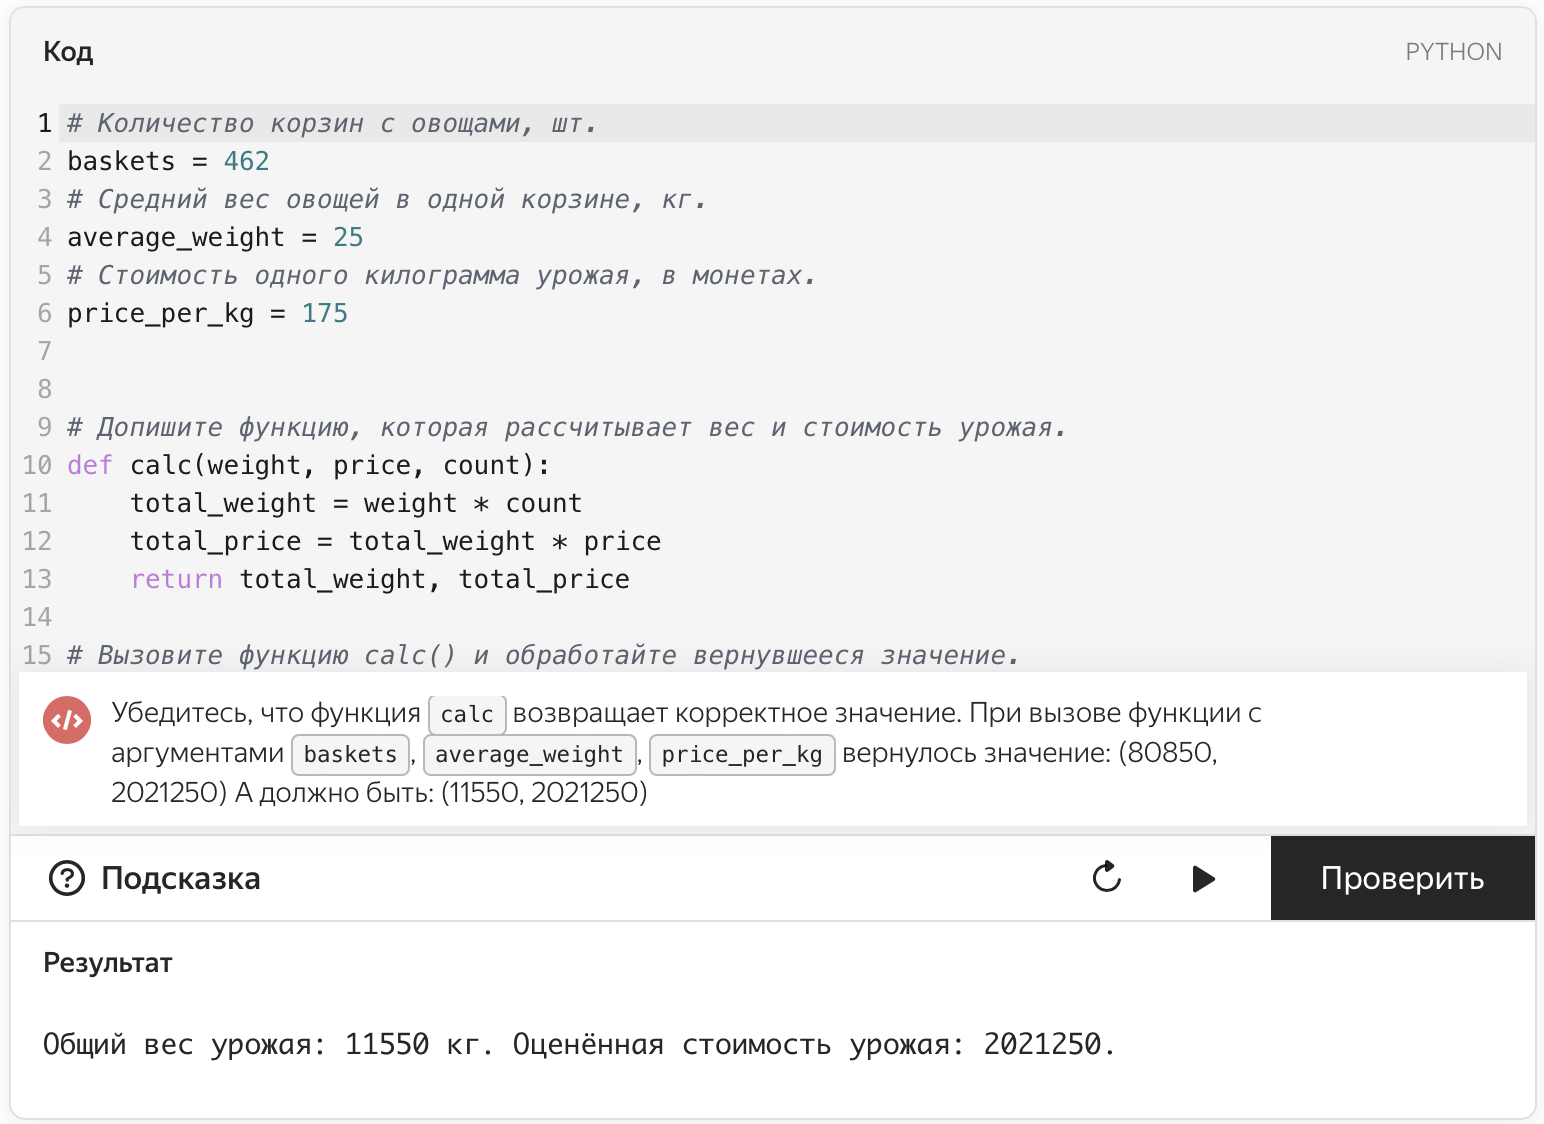 Код
PYTHON
1 # Количество корзин с овощами, шт.
2 baskets = 462
3 # Средний вес овощей в одной корзине, кг.
4 average_weight = 25
5 # Стоимость одного килограмма урожая, в монетах.
6 price_per_kg = 175
7
8
9 # Допишите функцию, которая рассчитывает вес и стоимость урожая.
10 def calc(weight, price, count):
11     total_weight = weight * count
12     total_price = total_weight * price
13     return total_weight, total_price
14
15 # Вызовите функцию calc() и обработайте вернувшееся значение.
</> Убедитесь, что функция calc возвращает корректное значение. При вызове функции с
аргументами baskets, average_weight, price_per_kg вернулось значение: (80850,
2021250) А должно быть: (11550, 2021250)
? Подсказка
Проверить
Результат
Общий вес урожая: 11550 кг. Оценённая стоимость урожая: 2021250.